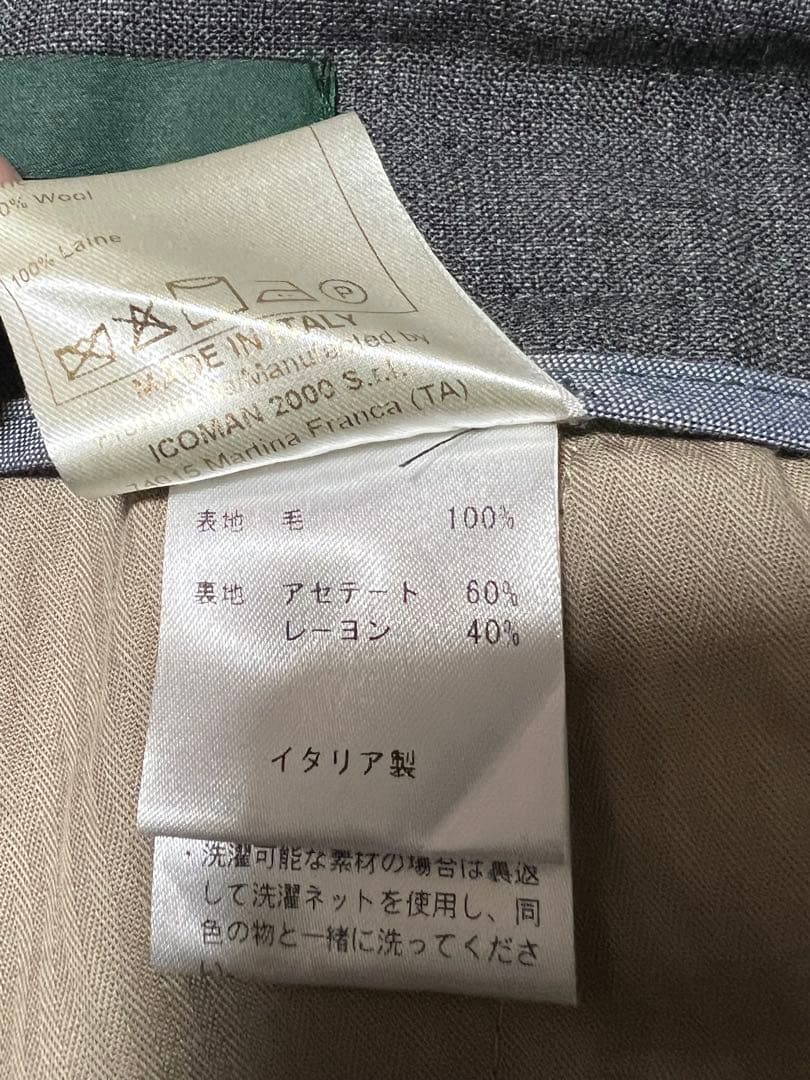 0% Wool
100% Laine
MADE IN ITALY
Manufactured by
ICOMAN 2000 S.r.l.
74015 Martina Franca (TA)
表地 毛 100%
裏地 アセテート 60%
レーヨン 40%
イタリア製
・洗濯可能な素材の場合は裏返
して洗濯ネットを使用し、同
色の物と一緒に洗ってくださ
い。